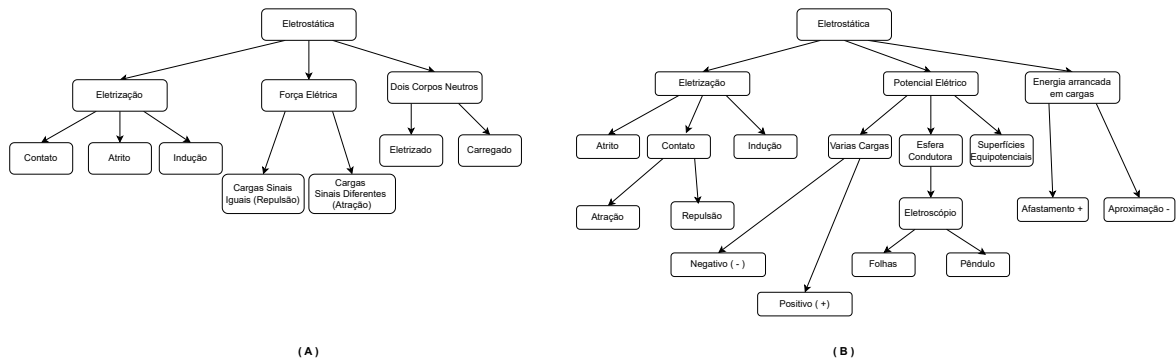 Eletrostática
Eletrização
Força Elétrica
Dois Corpos Neutros
Contato
Atrito
Indução
Eletrizado
Carregado
Cargas Sinais
Iguais (Repulsão)
Cargas
Sinais Diferentes
(Atração)
( A )
Eletrostática
Eletrização
Potencial Elétrico
Energia arrancada
em cargas
Atrito
Contato
Indução
Varias Cargas
Esfera
Condutora
Superfícies
Equipotenciais
Atração
Repulsão
Eletroscópio
Afastamento +
Aproximação -
Negativo ( - )
Folhas
Pêndulo
Positivo ( +)
( B )